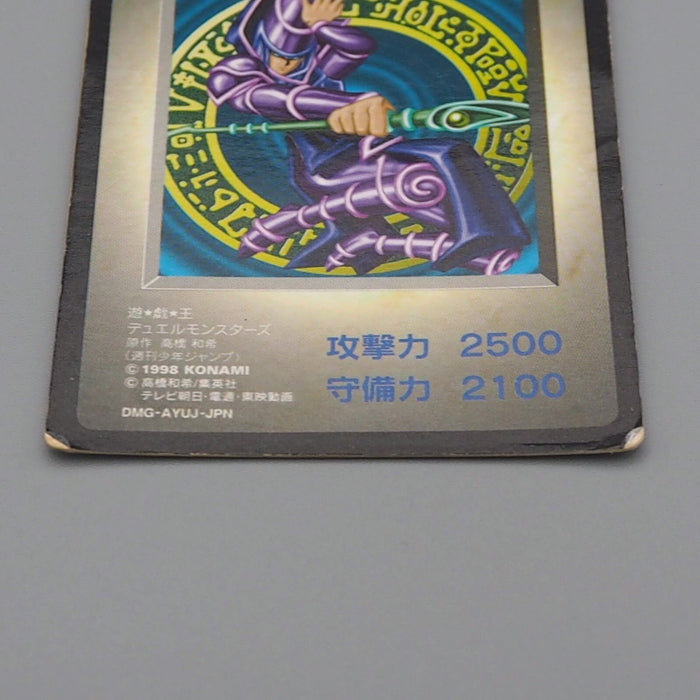 遊★戯★王
デュエルモンスターズ
原作 高橋 和希
(週刊少年ジャンプ)
© 1998 KONAMI
© 高橋和希/集英社
テレビ朝日・電通・東映動画
DMG-AYUJ-JPN
攻撃力 2500
守備力 2100